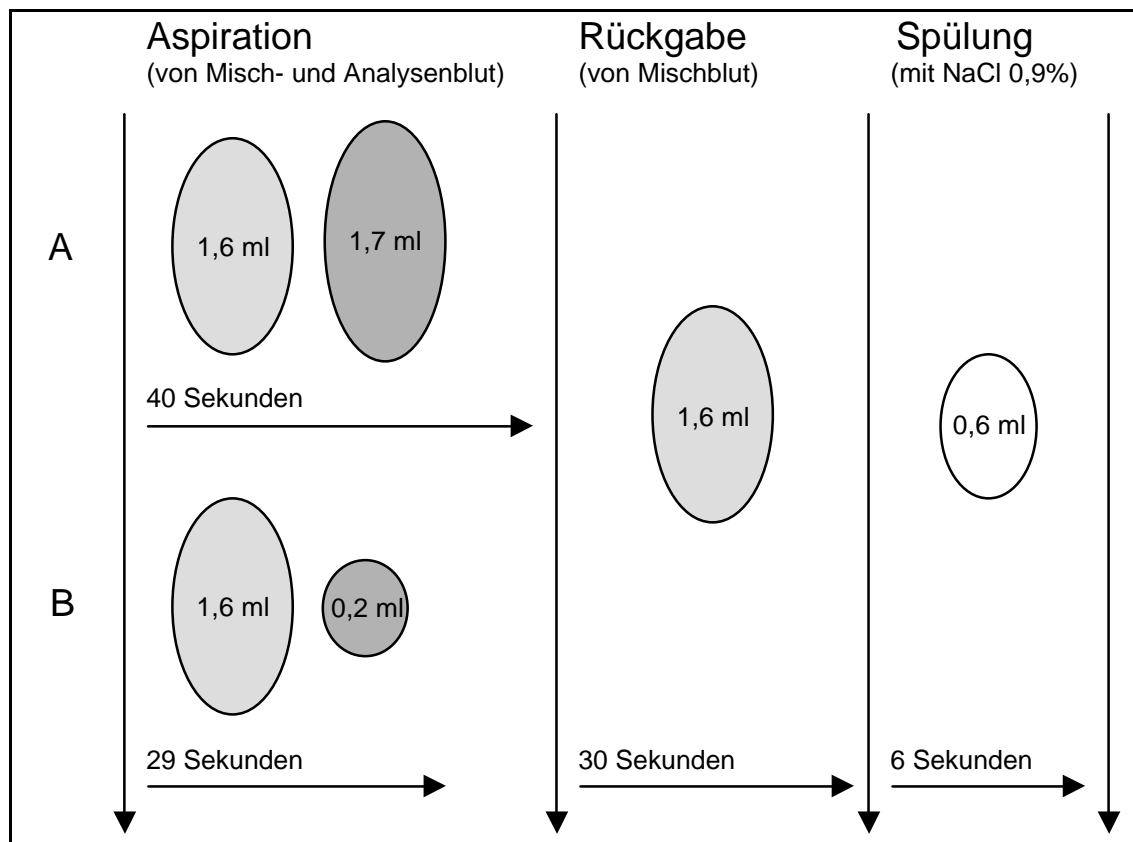 Aspiration
(von Misch- und Analysenblut)
Rückgabe
(von Mischblut)
Spülung
(mit NaCl 0,9%)
A
1,6 ml
1,7 ml
40 Sekunden
1,6 ml
0,6 ml
B
1,6 ml
0,2 ml
29 Sekunden
30 Sekunden
6 Sekunden